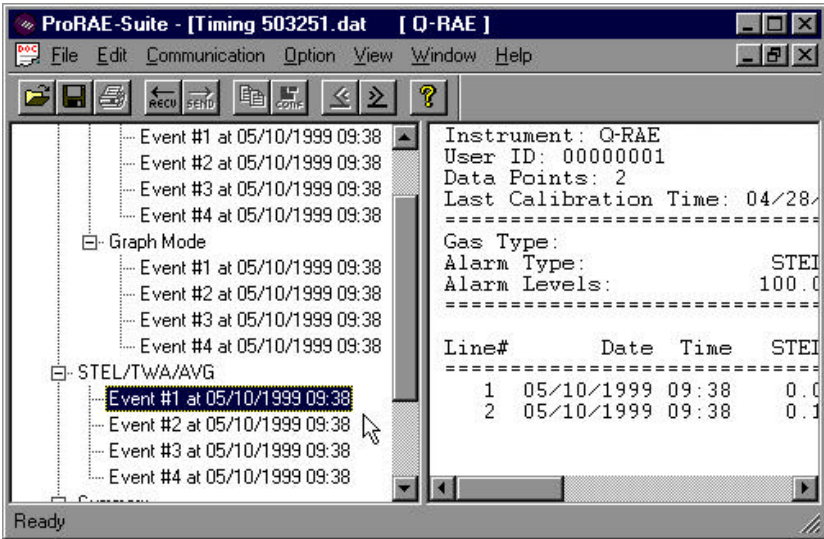 ProRAE-Suite - [Timing 503251.dat [ Q-RAE ]
File Edit Communication Option View Window Help
RECV SEND CONF
Event #1 at 05/10/1999 09:38
Event #2 at 05/10/1999 09:38
Event #3 at 05/10/1999 09:38
Event #4 at 05/10/1999 09:38
Graph Mode
Event #1 at 05/10/1999 09:38
Event #2 at 05/10/1999 09:38
Event #3 at 05/10/1999 09:38
Event #4 at 05/10/1999 09:38
STEL/TWA/AVG
Event #1 at 05/10/1999 09:38
Event #2 at 05/10/1999 09:38
Event #3 at 05/10/1999 09:38
Event #4 at 05/10/1999 09:38
Instrument: Q-RAE
User ID: 00000001
Data Points: 2
Last Calibration Time: 04/28/
==============================
Gas Type:
Alarm Type: STEL
Alarm Levels: 100.0
==============================
Line# Date Time STEL
==============================
1 05/10/1999 09:38 0.0
2 05/10/1999 09:38 0.1
Ready